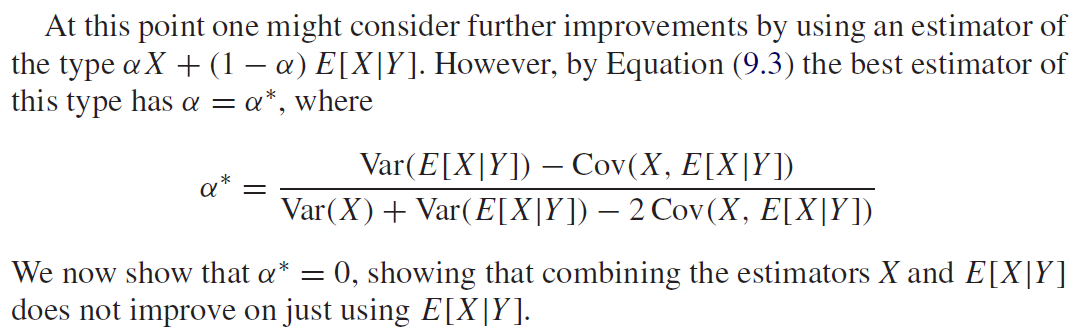 At this point one might consider further improvements by using an estimator of
the type αX + (1 − α) E[X|Y]. However, by Equation (9.3) the best estimator of
this type has α = α*, where
α* = \frac{Var(E[X|Y]) − Cov(X, E[X|Y])}{Var(X) + Var(E[X|Y]) − 2 Cov(X, E[X|Y])}
We now show that α* = 0, showing that combining the estimators X and E[X|Y]
does not improve on just using E[X|Y].